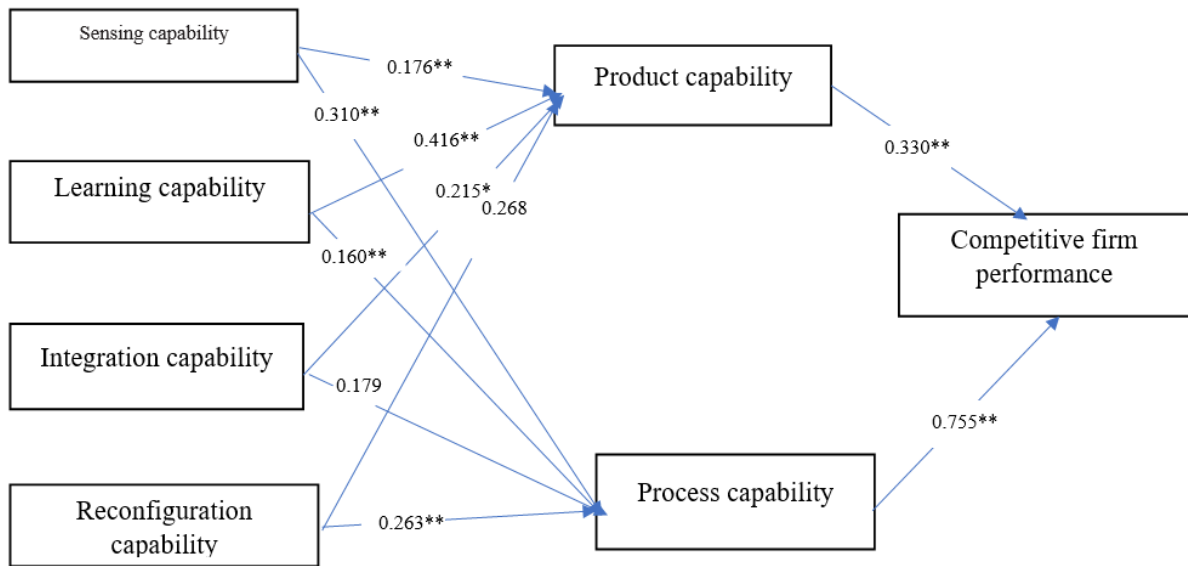 Sensing capability
0.176**
Product capability
0.310**
0.416**
0.330**
Learning capability
0.215*
0.268
Competitive firm
performance
0.160**
Integration capability
0.179
0.755**
Process capability
Reconfiguration
capability
0.263**